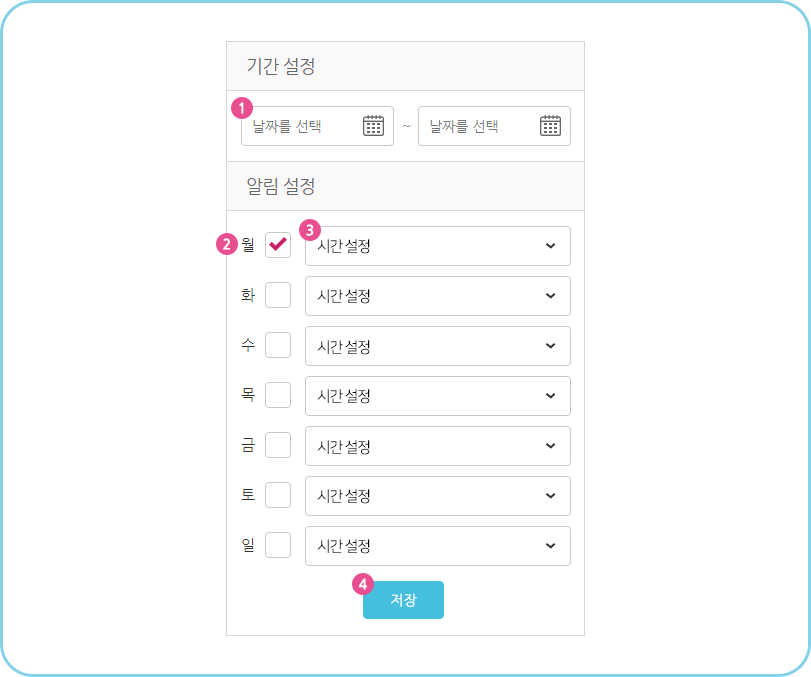 기간 설정
1
날짜를 선택 ~ 날짜를 선택
알림 설정
3
2 월 시간 설정
화 시간 설정
수 시간 설정
목 시간 설정
금 시간 설정
토 시간 설정
일 시간 설정
4
저장